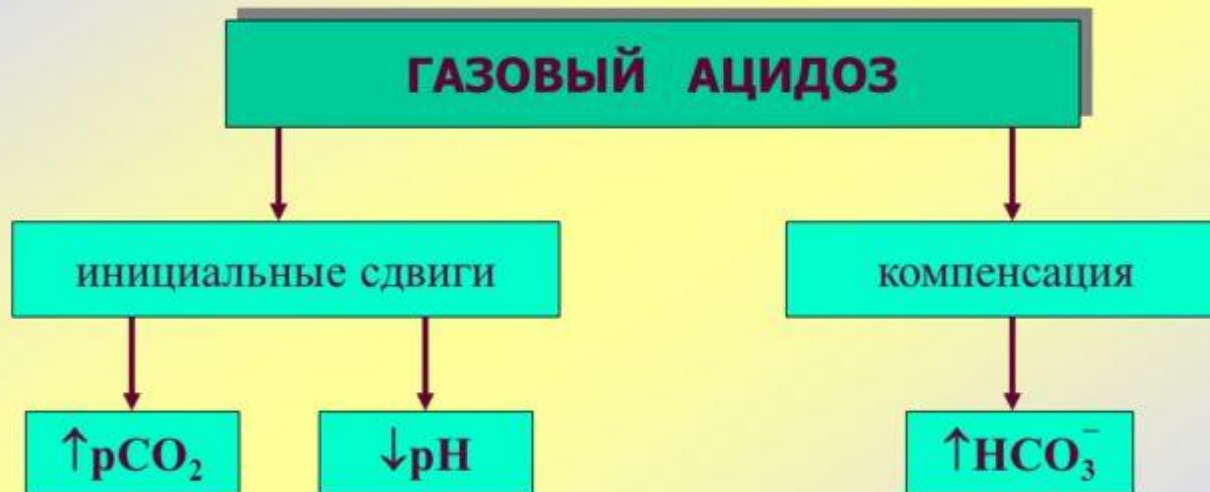 ГАЗОВЫЙ АЦИДОЗ
инициальные сдвиги
компенсация
↑pCO₂
↓pH
↑HCO₃⁻